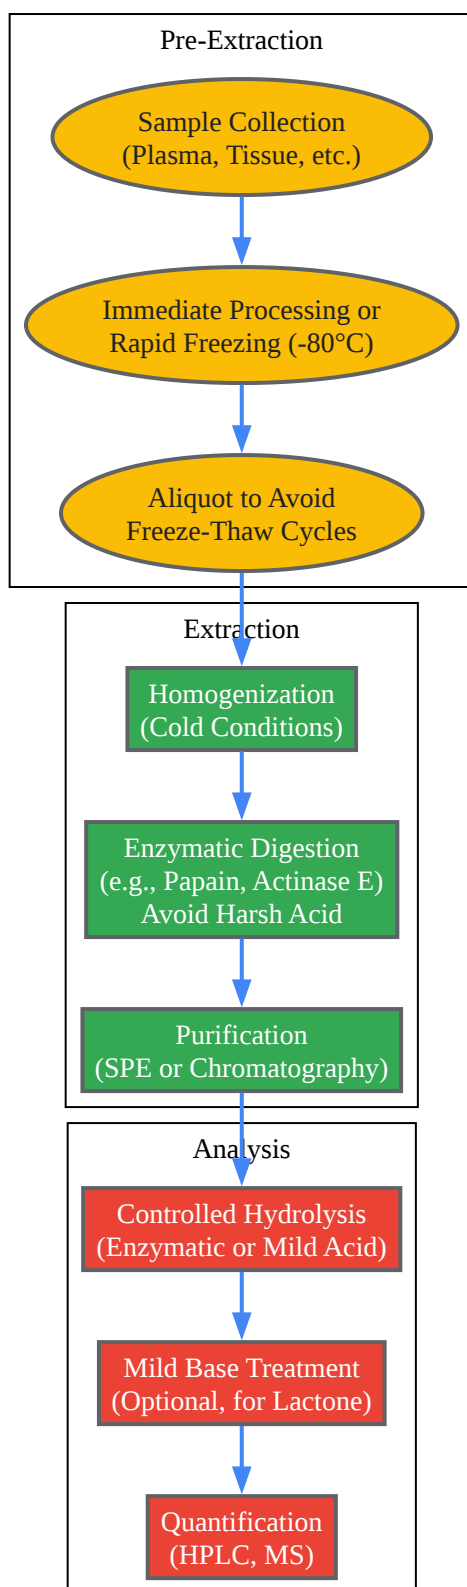 Pre-Extraction
Sample Collection
(Plasma, Tissue, etc.)
Immediate Processing or
Rapid Freezing (-80°C)
Aliquot to Avoid
Freeze-Thaw Cycles
Extraction
Homogenization
(Cold Conditions)
Enzymatic Digestion
(e.g., Papain, Actinase E)
Avoid Harsh Acid
Purification
(SPE or Chromatography)
Analysis
Controlled Hydrolysis
(Enzymatic or Mild Acid)
Mild Base Treatment
(Optional, for Lactone)
Quantification
(HPLC, MS)